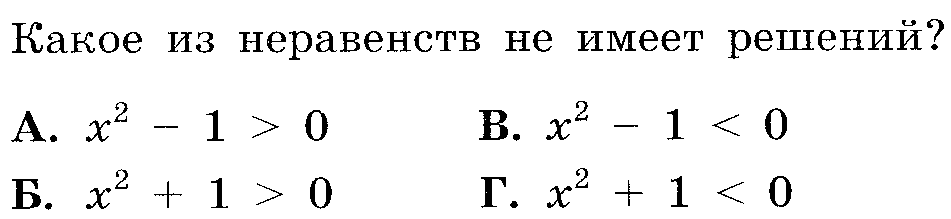 Какое из неравенств не имеет решений?
А. x² − 1 > 0 В. x² − 1 < 0
Б. x² + 1 > 0 Г. x² + 1 < 0